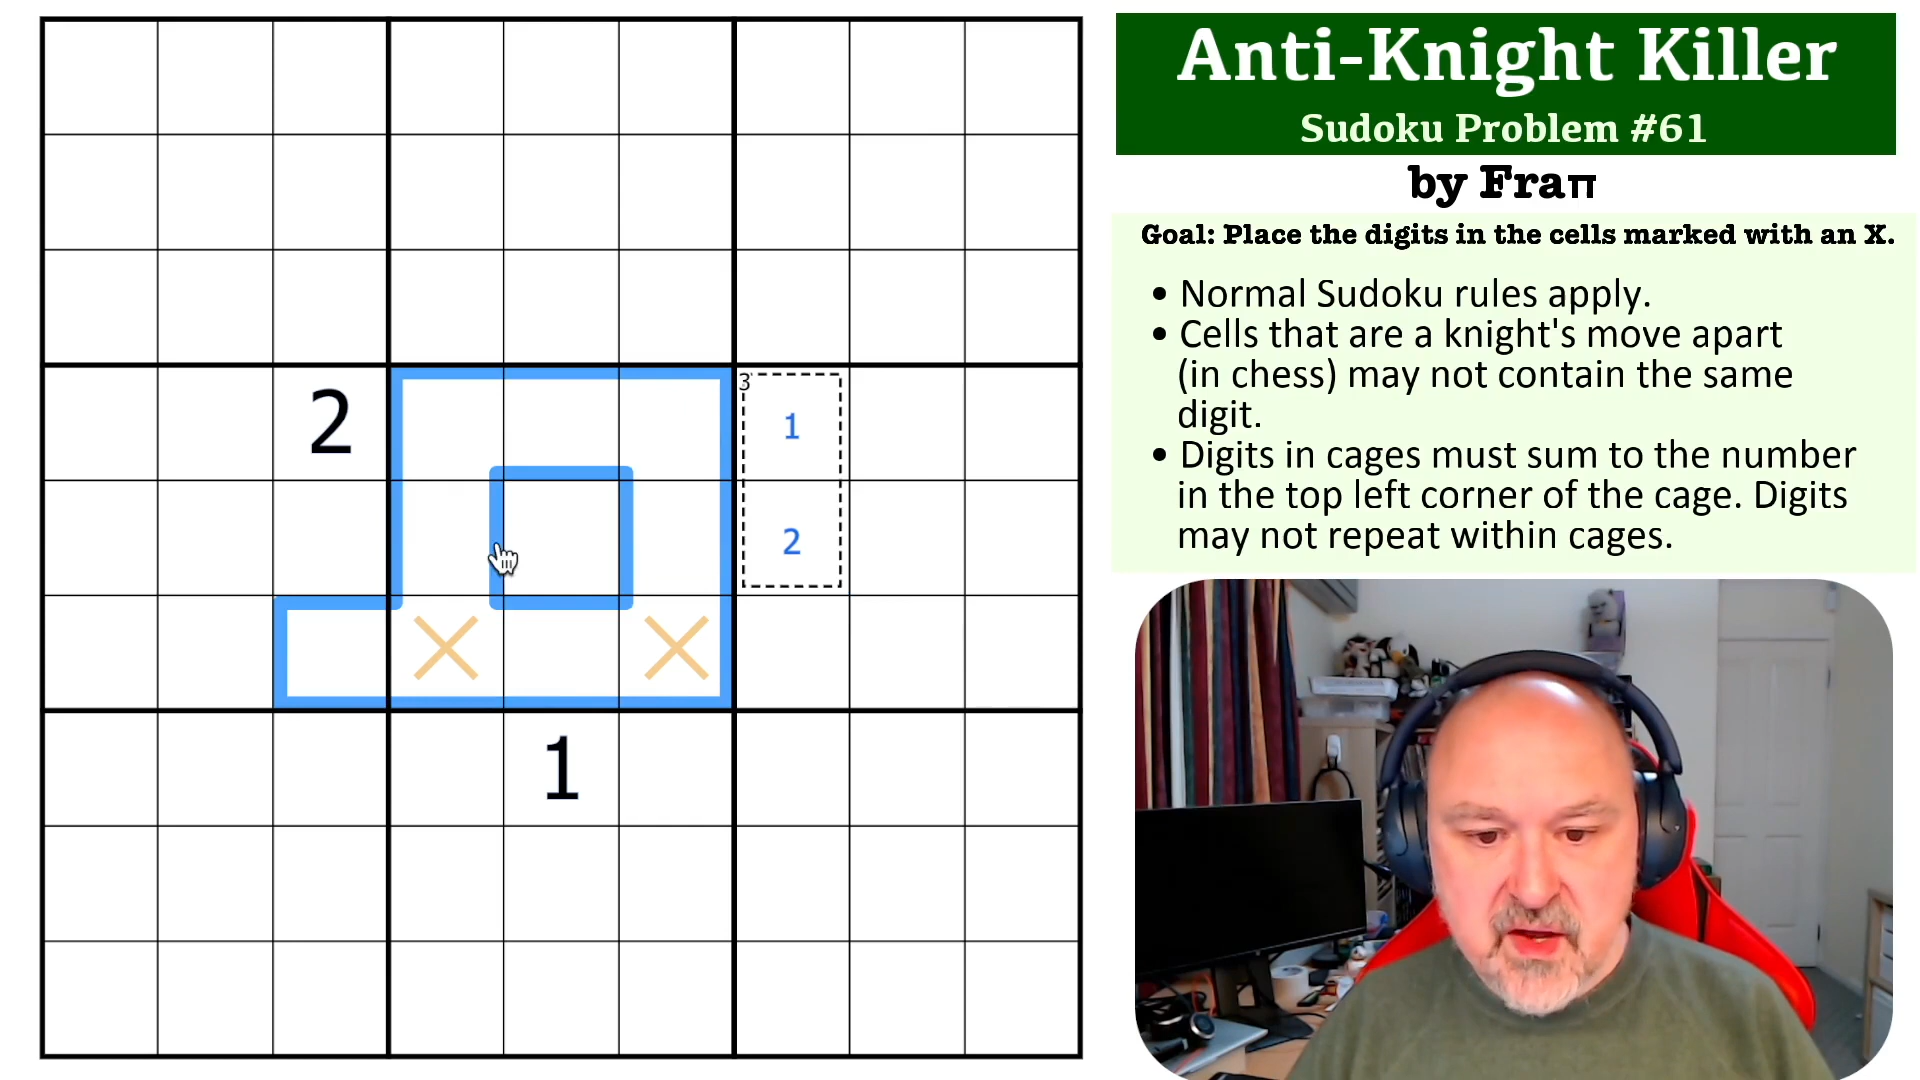 Anti-Knight Killer
Sudoku Problem #61
by Fraπ
Goal: Place the digits in the cells marked with an X.
• Normal Sudoku rules apply.
• Cells that are a knight's move apart
(in chess) may not contain the same
digit.
• Digits in cages must sum to the number
in the top left corner of the cage. Digits
may not repeat within cages.
2
3
1
2
1